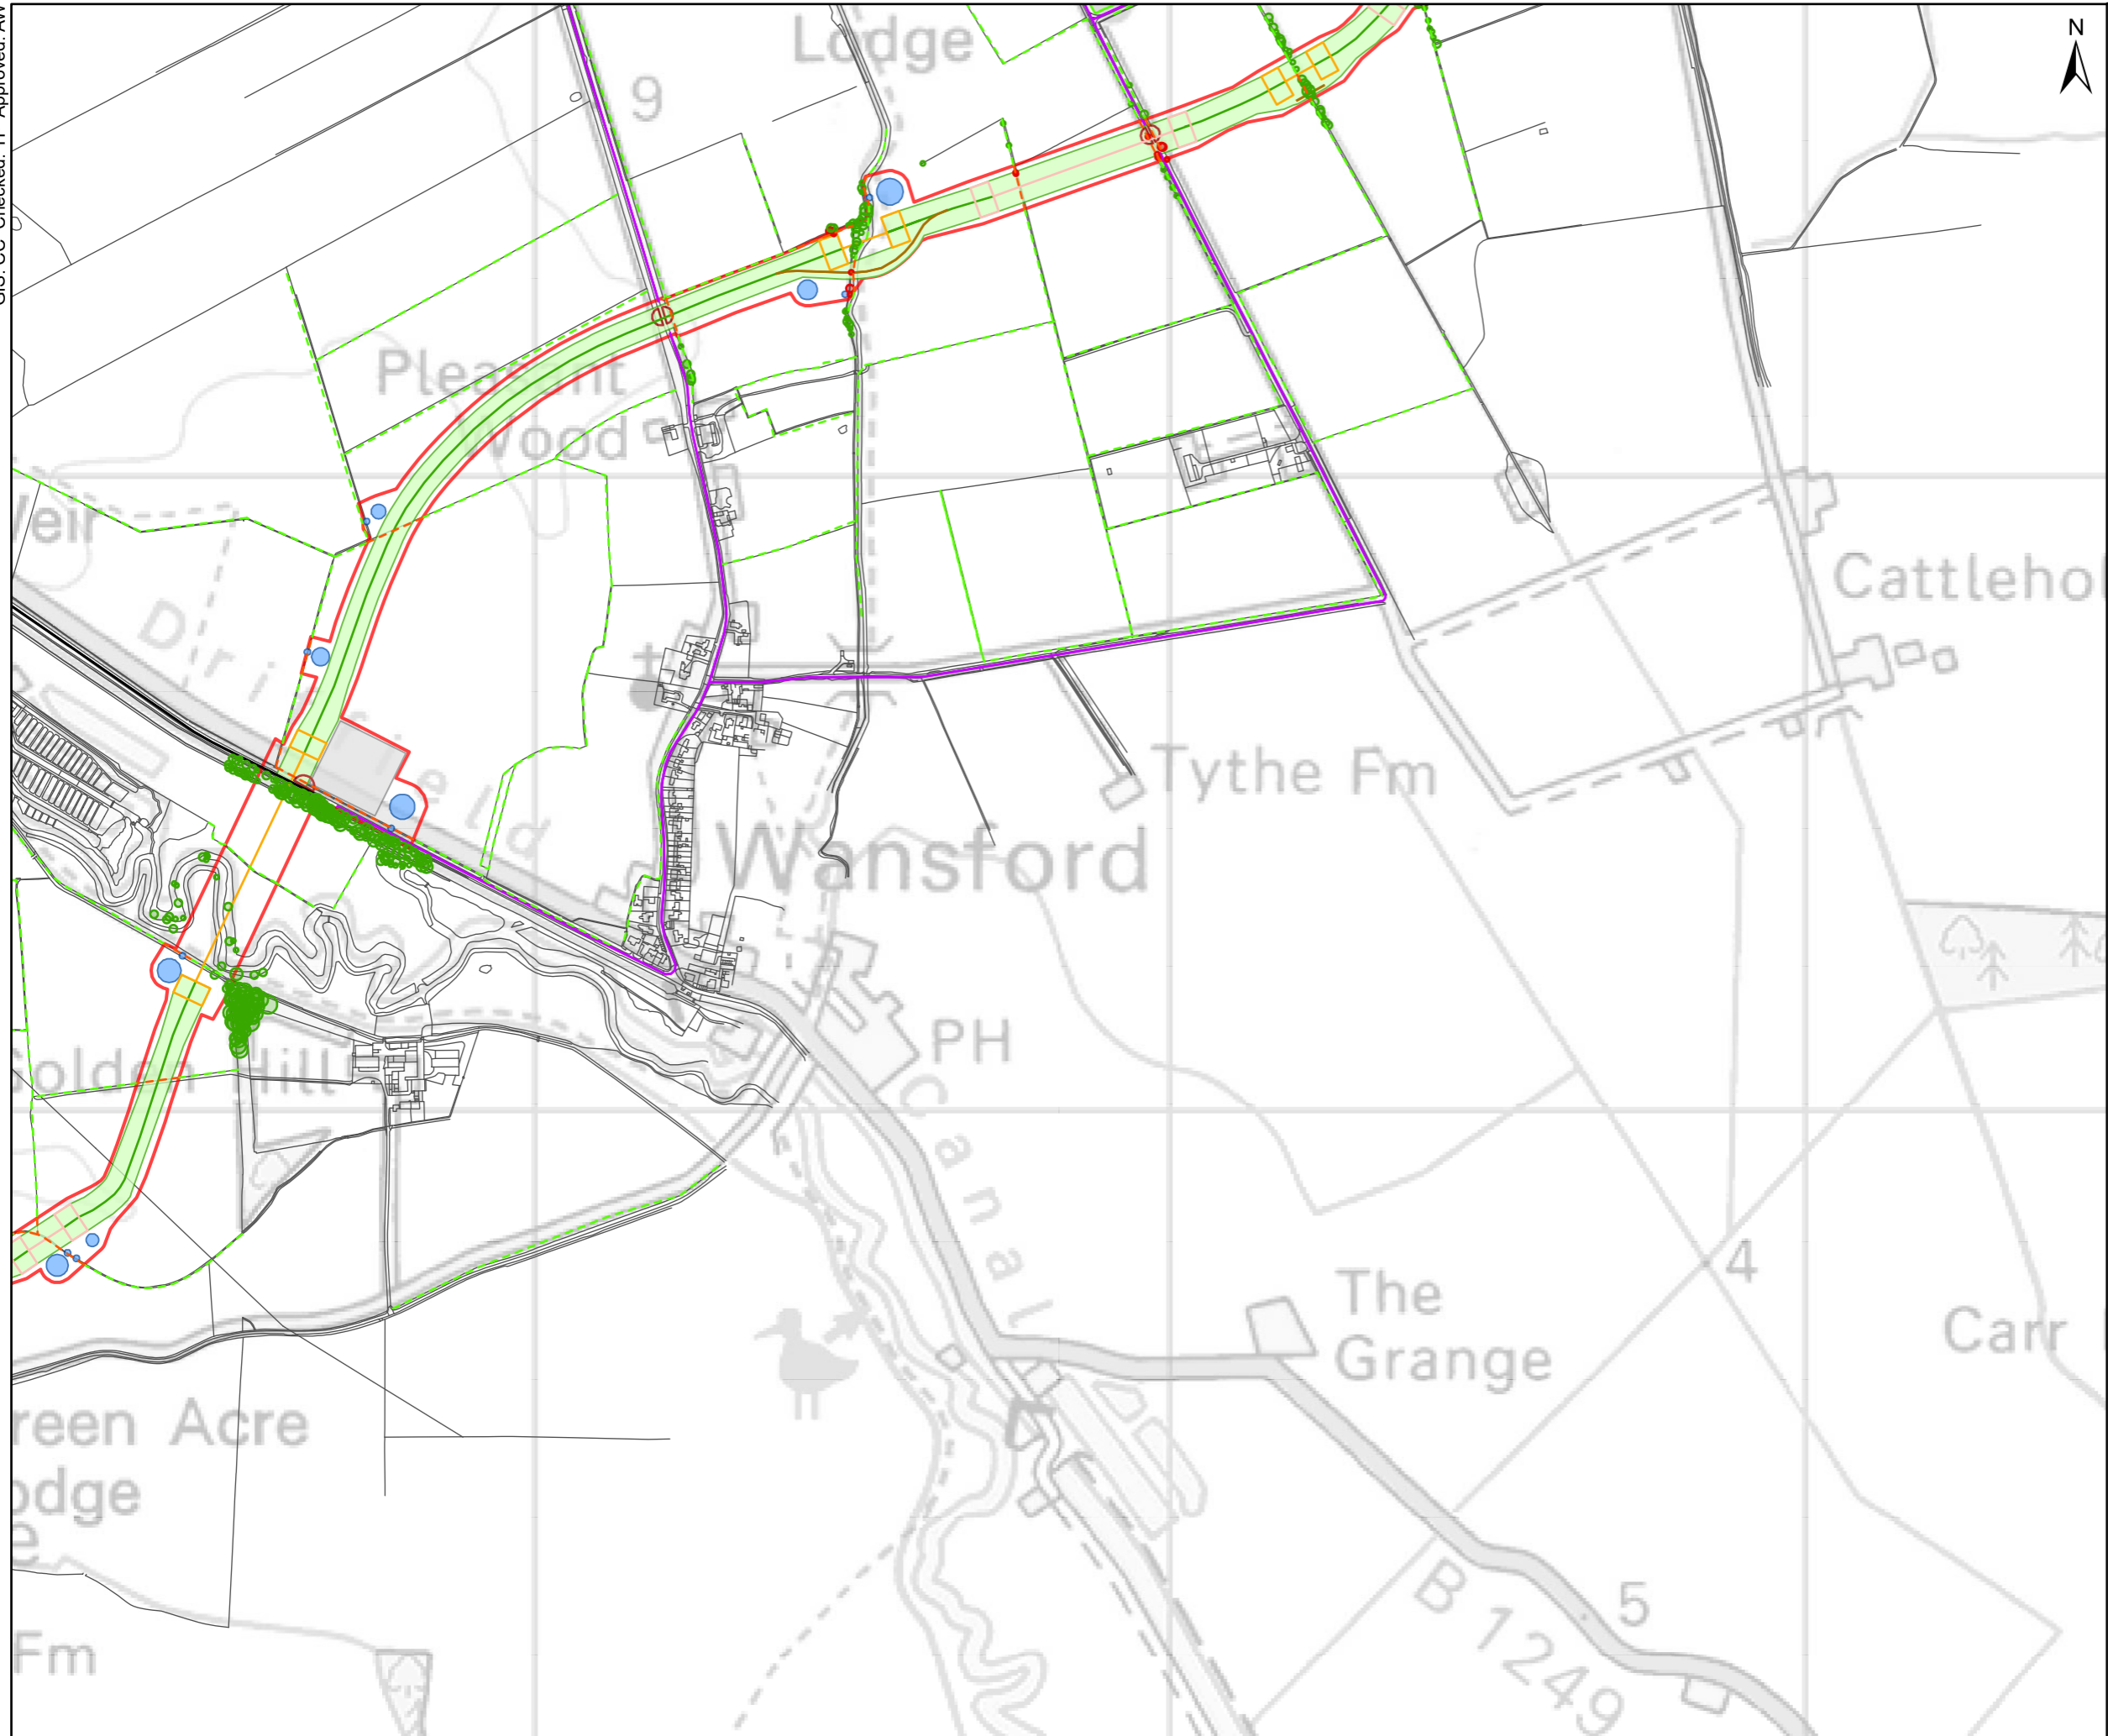 Lodge
N
9
Pleasant
Wood
Weir
Driffield
Cattlehol
Tythe Fm
Wansford
PH
Golden Hill
Canal
4
The
Grange
Carr
reen Acre
odge
e
5
B 1249
Fm